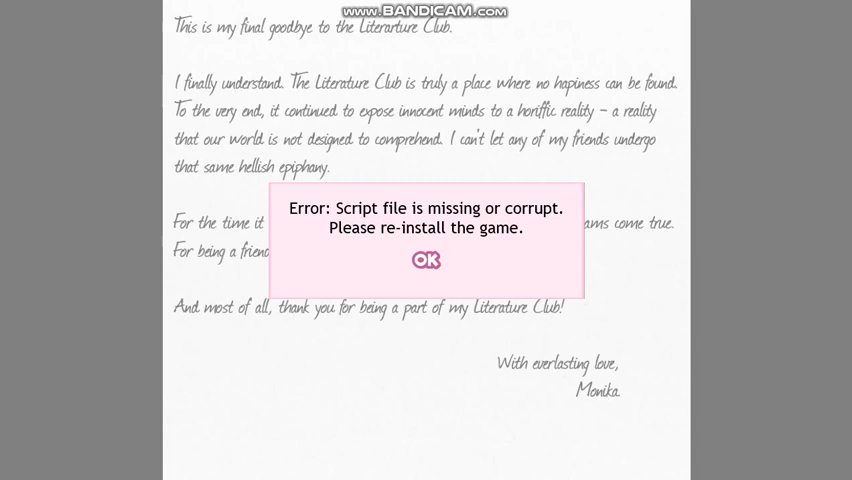 WWW.BANDICAM.COM
This is my final goodbye to the Literarture Club.
I finally understand. The Literature Club is truly a place where no hapiness can be found.
To the very end, it continued to expose innocent minds to a horiffic reality - a reality
that our world is not designed to comprehend. I can't let any of my friends undergo
that same hellish epiphany.
Error: Script file is missing or corrupt.
Please re-install the game.
OK
For the time it
ams come true.
For being a friend
And most of all, thank you for being a part of my Literature Club!
With everlasting love,
Monika.